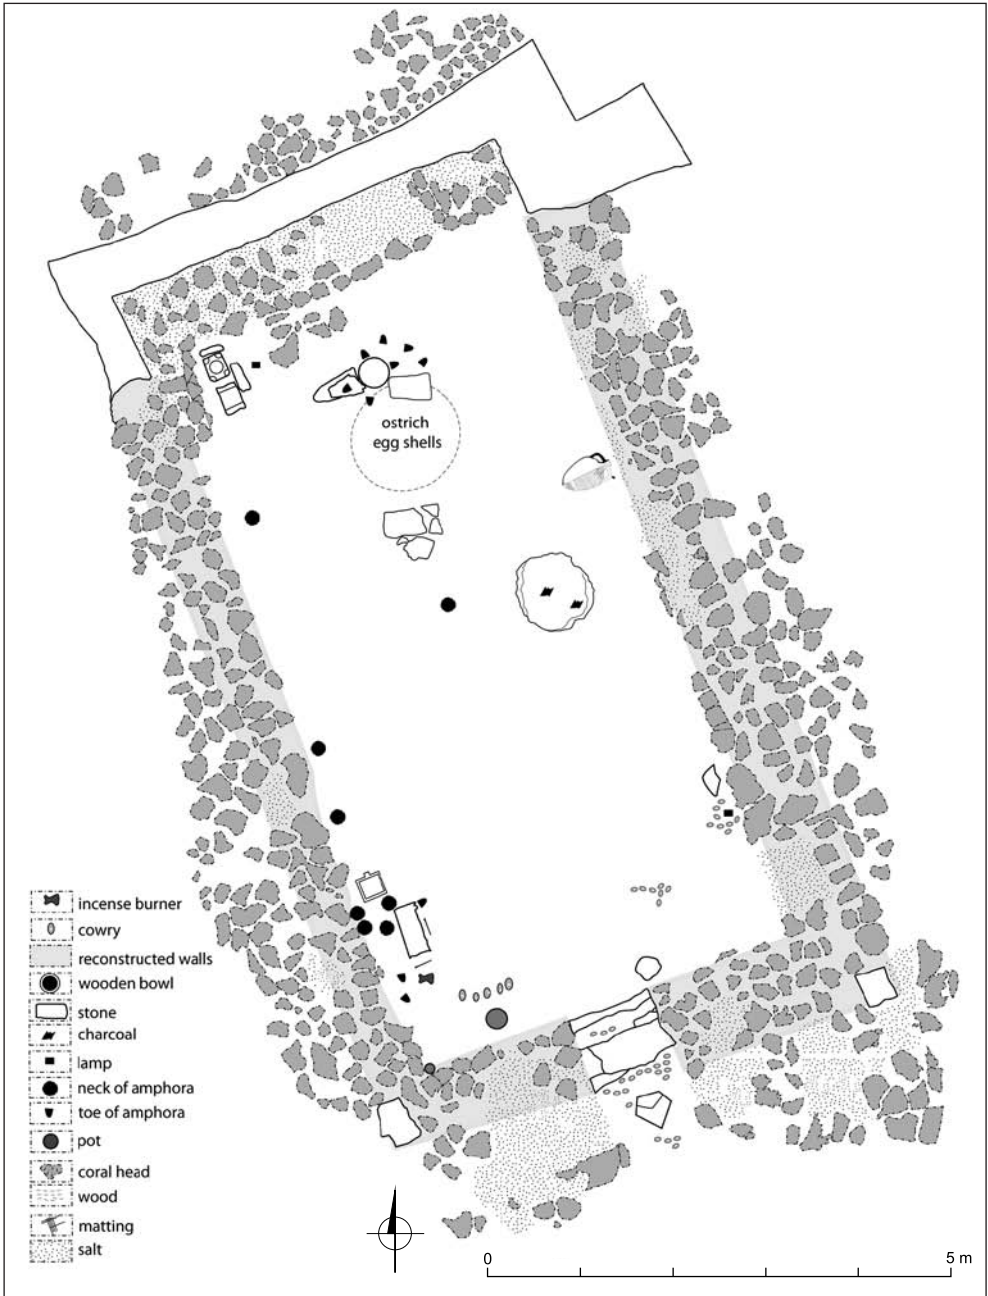 ostrich
egg shells
incense burner
cowry
reconstructed walls
wooden bowl
stone
charcoal
lamp
neck of amphora
toe of amphora
pot
coral head
wood
matting
salt
0 5 m